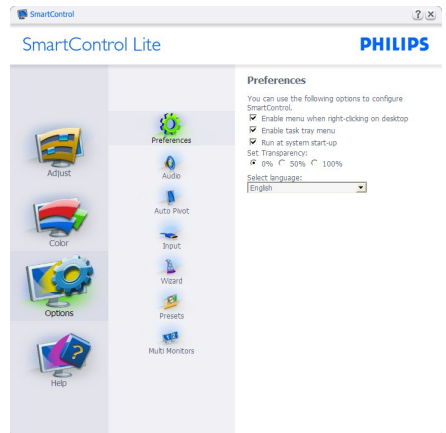 SmartControl
SmartControl Lite
PHILIPS
Adjust
Color
Options
Help
Preferences
Audio
Auto Pivot
Input
Wizard
Presets
Multi Monitors
Preferences
You can use the following options to configure
SmartControl.
Enable menu when right-clicking on desktop
Enable task tray menu
Run at system start-up
Set Transparency:
0% 50% 100%
Select language:
English